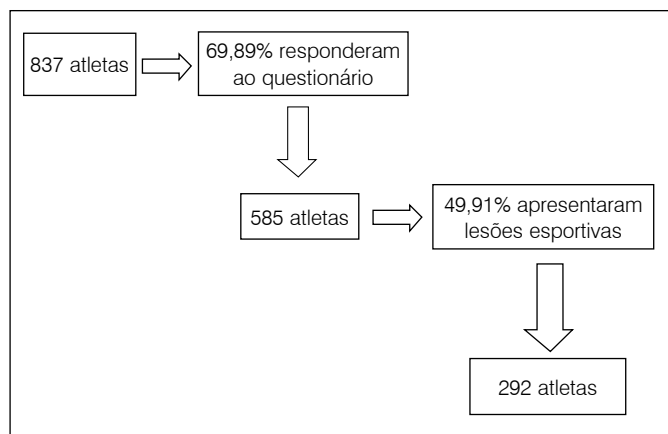 837 atletas
69,89% responderam
ao questionário
585 atletas
49,91% apresentaram
lesões esportivas
292 atletas